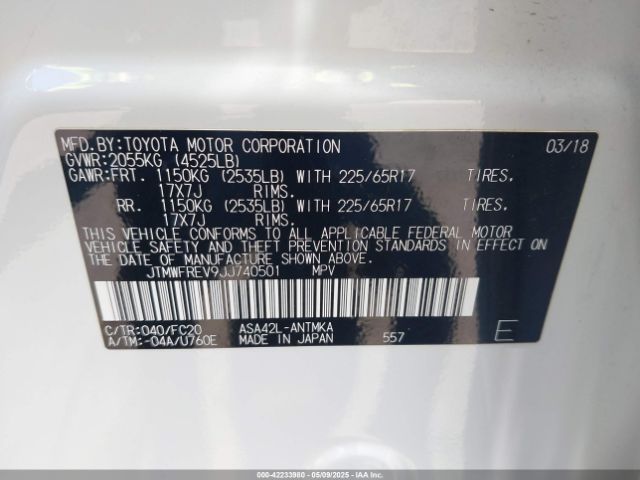 MFD.BY:TOYOTA MOTOR CORPORATION 03/18
GVWR:2055KG (4525LB)
GAWR:FRT. 1150KG (2535LB) WITH 225/65R17 TIRES.
17X7J RIMS.
RR. 1150KG (2535LB) WITH 225/65R17 TIRES.
17X7J RIMS.
THIS VEHICLE CONFORMS TO ALL APPLICABLE FEDERAL MOTOR
VEHICLE SAFETY AND THEFT PREVENTION STANDARDS IN EFFECT ON
THE DATE OF MANUFACTURE SHOWN ABOVE.
JTMWFREV9JJ740501 MPV
C/TR:040/FC20 ASA42L-ANTMKA
A/TM:-04A/U760E MADE IN JAPAN 557 E
000-42233980 - 05/09/2025 - IAAI.COM